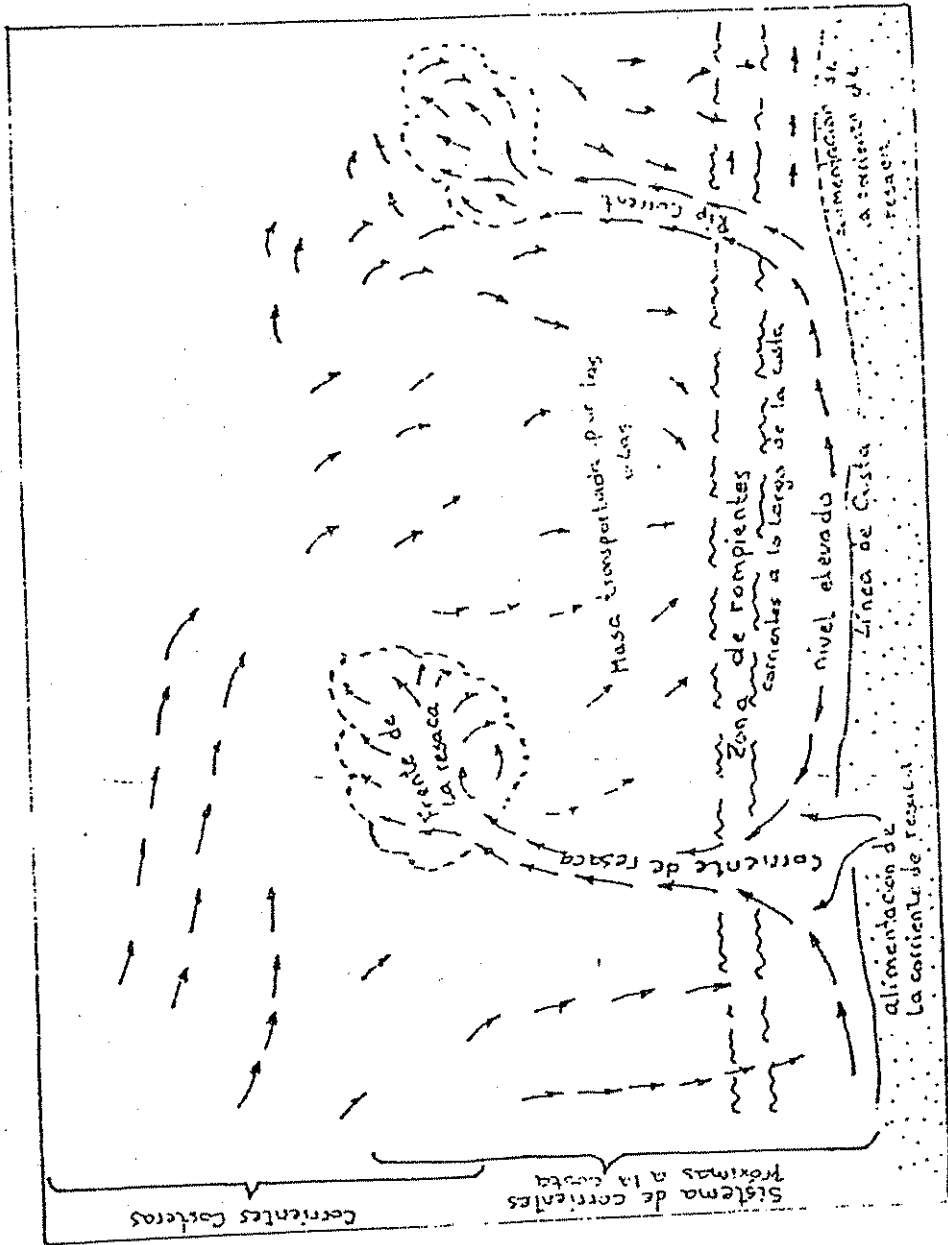 Corrientes Costeras
Sistema de corrientes
próximas a la costa
frente de
la resaca
Rip Current
Masa transportada por las
olas
Zona de rompientes
corrientes a lo largo de la costa
corriente de resaca
nivel elevado
Línea de Costa
alimentacion de
la corriente de resaca
alimentación de
la corriente de
resaca